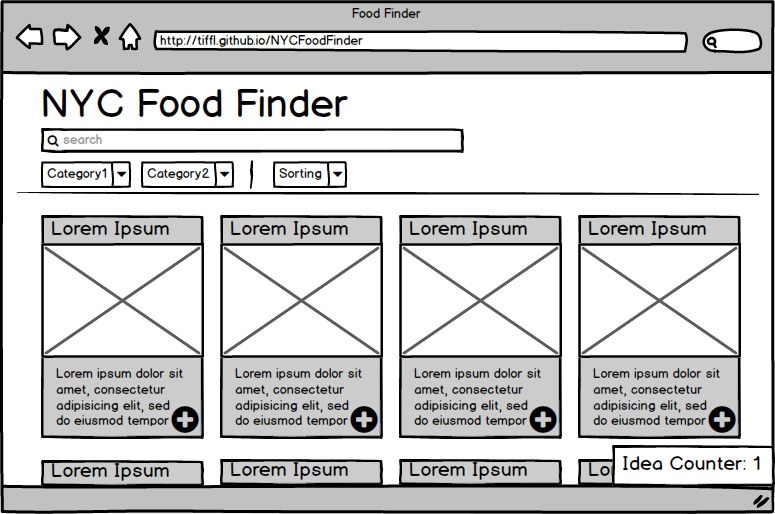 Food Finder
http://tiffl.github.io/NYCFoodFinder
NYC Food Finder
search
Category1 Category2 Sorting
Lorem Ipsum Lorem Ipsum Lorem Ipsum Lorem Ipsum
Lorem ipsum dolor sit
amet, consectetur
adipisicing elit, sed
do eiusmod tempor
Lorem ipsum dolor sit
amet, consectetur
adipisicing elit, sed
do eiusmod tempor
Lorem ipsum dolor sit
amet, consectetur
adipisicing elit, sed
do eiusmod tempor
Lorem ipsum dolor sit
amet, consectetur
adipisicing elit, sed
do eiusmod tempor
Lorem Ipsum Lorem Ipsum Lorem Ipsum
Idea Counter: 1